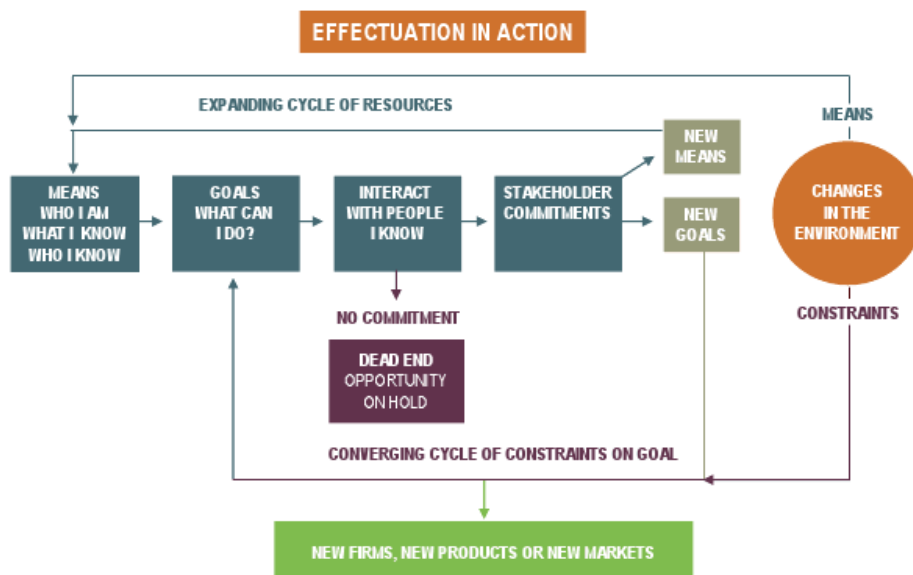 EFFECTUATION IN ACTION
EXPANDING CYCLE OF RESOURCES
MEANS
NEW
MEANS
MEANS
WHO I AM
WHAT I KNOW
WHO I KNOW
GOALS
WHAT CAN
I DO?
INTERACT
WITH PEOPLE
I KNOW
STAKEHOLDER
COMMITMENTS
NEW
GOALS
CHANGES
IN THE
ENVIRONMENT
CONSTRAINTS
NO COMMITMENT
DEAD END
OPPORTUNITY
ON HOLD
CONVERGING CYCLE OF CONSTRAINTS ON GOAL
NEW FIRMS, NEW PRODUCTS OR NEW MARKETS